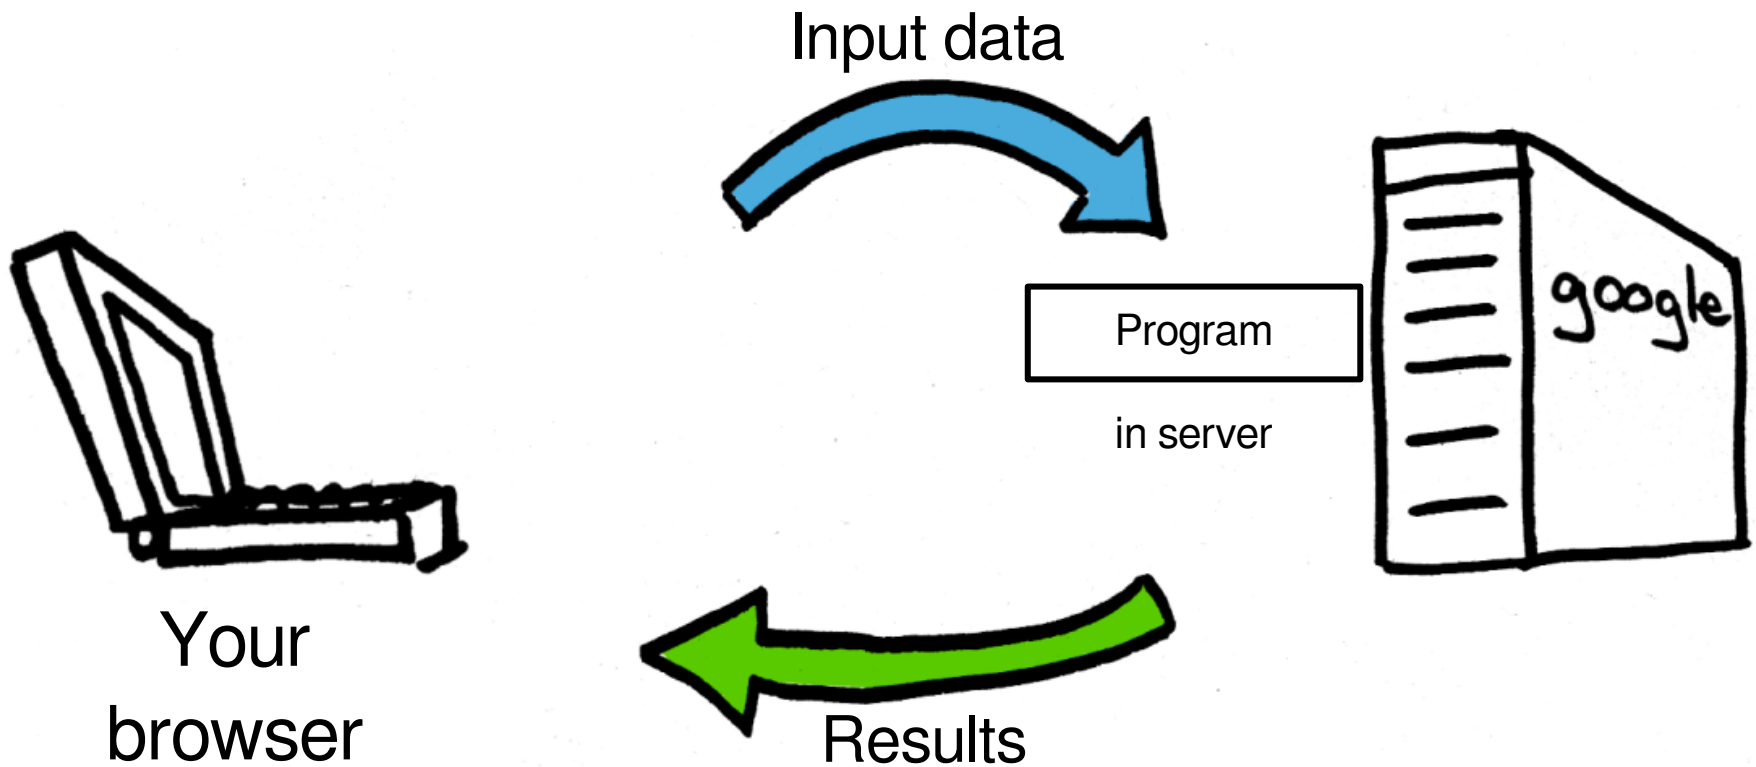 Input data
google
Program
in server
Your
browser
Results